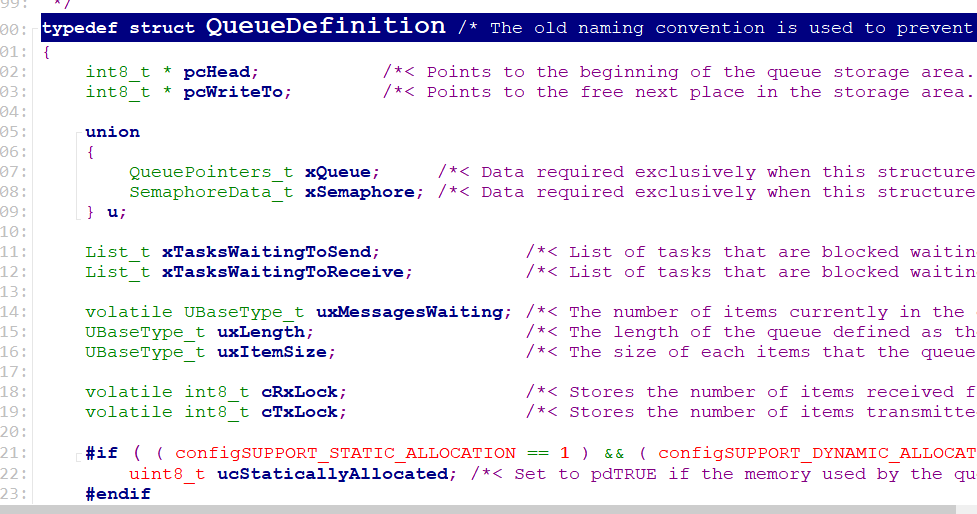 99: */
00: typedef struct QueueDefinition /* The old naming convention is used to prevent
01: {
02: int8_t * pcHead; /*< Points to the beginning of the queue storage area.
03: int8_t * pcWriteTo; /*< Points to the free next place in the storage area.
04:
05: union
06: {
07: QueuePointers_t xQueue; /*< Data required exclusively when this structure
08: SemaphoreData_t xSemaphore; /*< Data required exclusively when this structure
09: } u;
10:
11: List_t xTasksWaitingToSend; /*< List of tasks that are blocked waitin
12: List_t xTasksWaitingToReceive; /*< List of tasks that are blocked waitin
13:
14: volatile UBaseType_t uxMessagesWaiting; /*< The number of items currently in the
15: UBaseType_t uxLength; /*< The length of the queue defined as the
16: UBaseType_t uxItemSize; /*< The size of each items that the queue
17:
18: volatile int8_t cRxLock; /*< Stores the number of items received f
19: volatile int8_t cTxLock; /*< Stores the number of items transmitte
20:
21: #if ( ( configSUPPORT_STATIC_ALLOCATION == 1 ) && ( configSUPPORT_DYNAMIC_ALLOCAT
22: uint8_t ucStaticallyAllocated; /*< Set to pdTRUE if the memory used by the qu
23: #endif